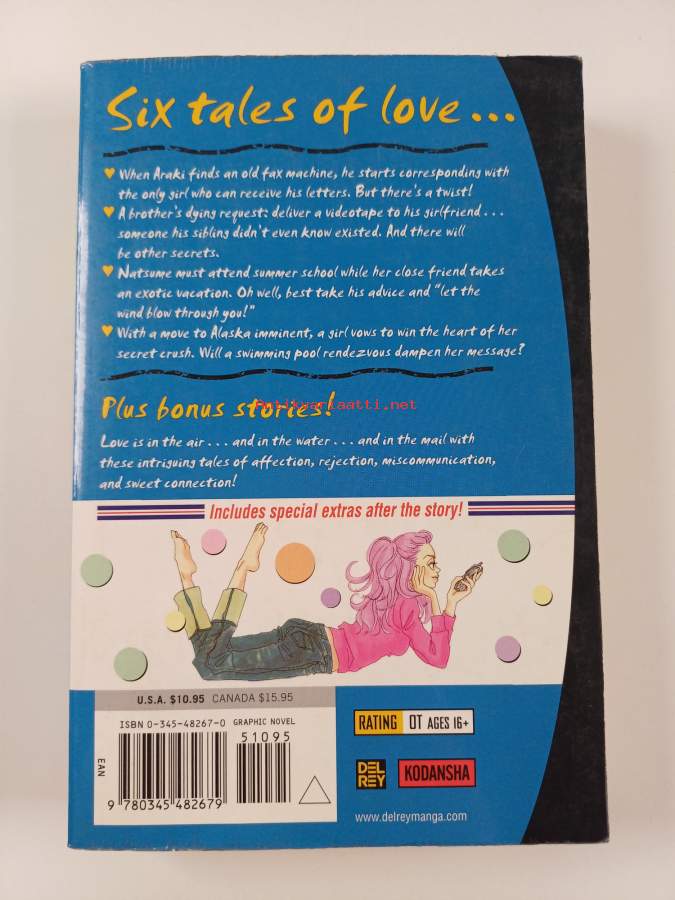 Six tales of love...
♥ When Araki finds an old fax machine, he starts corresponding with
the only girl who can receive his letters. But there's a twist!
♥ A brother's dying request: deliver a videotape to his girlfriend...
someone his sibling didn't even know existed. And there will
be other secrets.
♥ Natsume must attend summer school while her close friend takes
an exotic vacation. Oh well, best take his advice and "let the
wind blow through you!"
♥ With a move to Alaska imminent, a girl vows to win the heart of her
secret crush. Will a swimming pool rendezvous dampen her message?
Plus bonus stories!
Antikvariaatti.net
Love is in the air... and in the water... and in the mail with
these intriguing tales of affection, rejection, miscommunication,
and sweet connection!
Includes special extras after the story!
U.S.A. $10.95 CANADA $15.95
ISBN 0-345-48267-0 GRAPHIC NOVEL
51095
EAN
9 780345 482679
RATING OT AGES 16+
DEL REY
KODANSHA
www.delreymanga.com